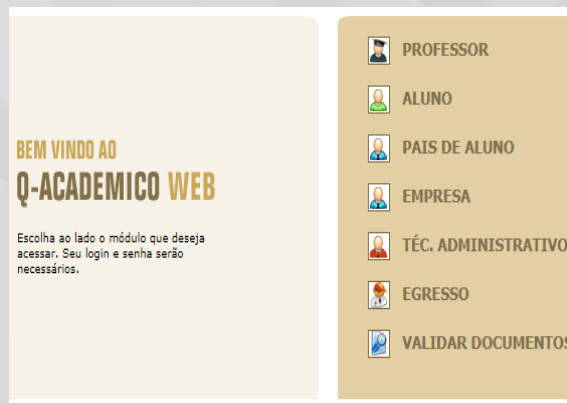 BEM VINDO AO
Q-ACADEMICO WEB
Escolha ao lado o módulo que deseja
acessar. Seu login e senha serão
necessários.
PROFESSOR
ALUNO
PAIS DE ALUNO
EMPRESA
TÉC. ADMINISTRATIVO
EGRESSO
VALIDAR DOCUMENTOS